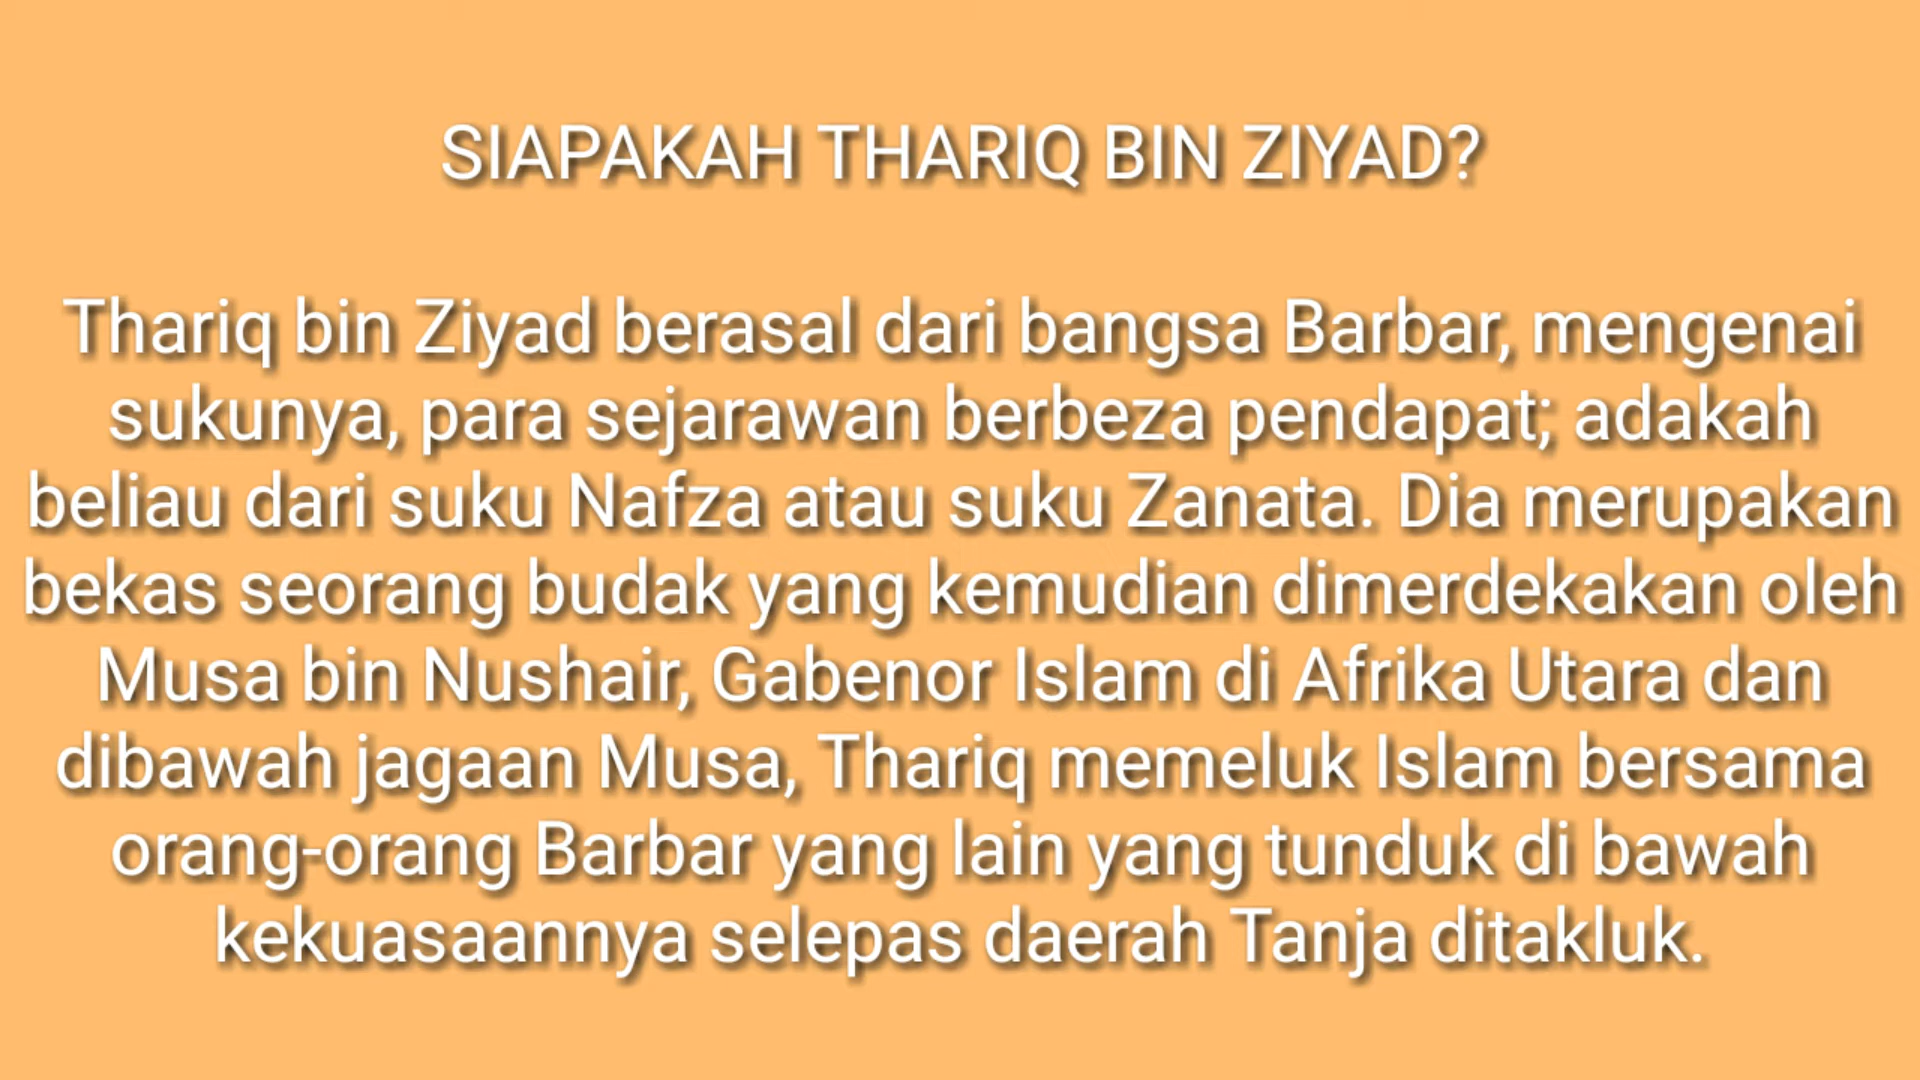 SIAPAKAH THARIQ BIN ZIYAD?
Thariq bin Ziyad berasal dari bangsa Barbar, mengenai
sukunya, para sejarawan berbeza pendapat; adakah
beliau dari suku Nafza atau suku Zanata. Dia merupakan
bekas seorang budak yang kemudian dimerdekakan oleh
Musa bin Nushair, Gabenor Islam di Afrika Utara dan
dibawah jagaan Musa, Thariq memeluk Islam bersama
orang-orang Barbar yang lain yang tunduk di bawah
kekuasaannya selepas daerah Tanja ditakluk.